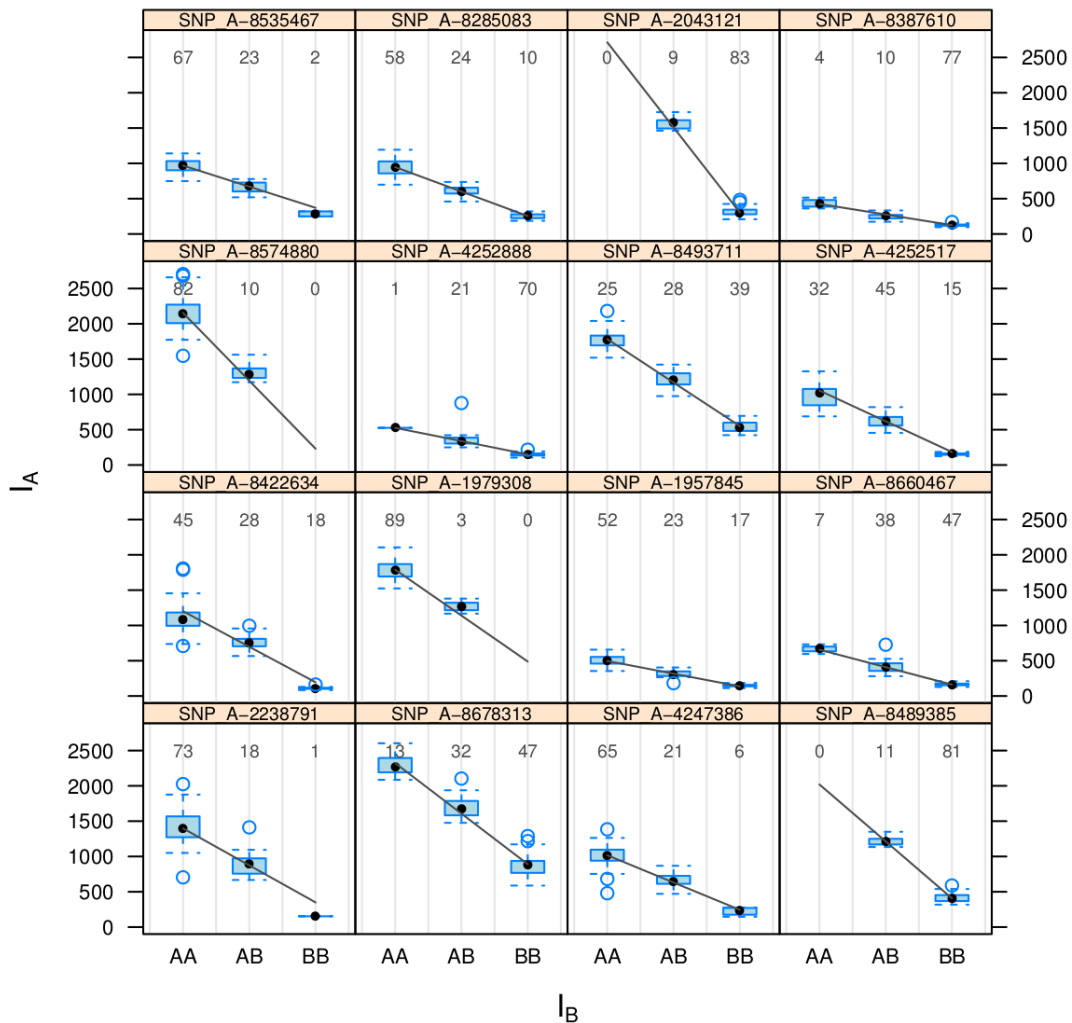 SNP_A-8535467 SNP_A-8285083 SNP_A-2043121 SNP_A-8387610
67 23 2 58 24 10 0 9 83 4 10 77
2500
2000
1500
1000
500
0
SNP_A-8574880 SNP_A-4252888 SNP_A-8493711 SNP_A-4252517
82 10 0 1 21 70 25 28 39 32 45 15
2500
2000
1500
1000
500
0
SNP_A-8422634 SNP_A-1979308 SNP_A-1957845 SNP_A-8660467
45 28 18 89 3 0 52 23 17 7 38 47
2500
2000
1500
1000
500
0
SNP_A-2238791 SNP_A-8678313 SNP_A-4247386 SNP_A-8489385
73 18 1 13 32 47 65 21 6 0 11 81
2500
2000
1500
1000
500
0
AA AB BB AA AB BB AA AB BB AA AB BB
I_A
I_B